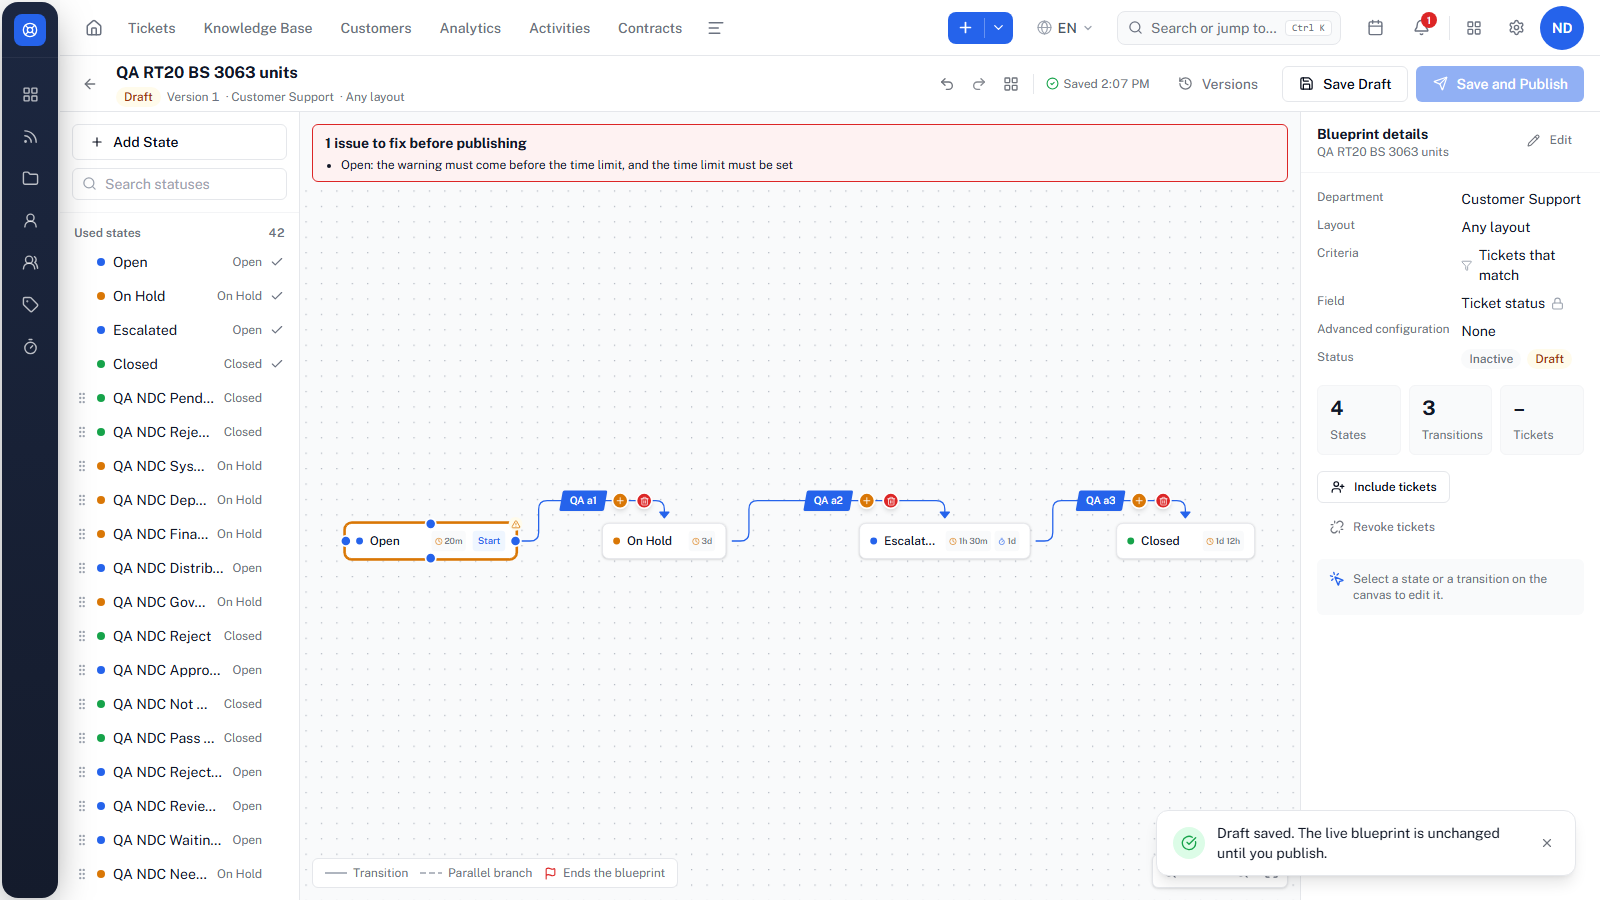 Tickets
Knowledge Base
Customers
Analytics
Activities
Contracts
EN
Search or jump to...
Ctrl K
1
ND
QA RT20 BS 3063 units
Draft
Version 1 · Customer Support · Any layout
Saved 2:07 PM
Versions
Save Draft
Save and Publish
Add State
Search statuses
Used states 42
Open Open
On Hold On Hold
Escalated Open
Closed Closed
QA NDC Pend... Closed
QA NDC Reje... Closed
QA NDC Sys... On Hold
QA NDC Dep... On Hold
QA NDC Fina... On Hold
QA NDC Distrib... Open
QA NDC Gov... On Hold
QA NDC Reject Closed
QA NDC Appro... Open
QA NDC Not ... Closed
QA NDC Pass ... Closed
QA NDC Reject... Open
QA NDC Revie... Open
QA NDC Waitin... Open
QA NDC Nee... On Hold
1 issue to fix before publishing
• Open: the warning must come before the time limit, and the time limit must be set
QA a1
QA a2
QA a3
Open 20m Start
On Hold 3d
Escalat... 1h 30m 1d
Closed 1d 12h
Transition
Parallel branch
Ends the blueprint
Blueprint details
QA RT20 BS 3063 units
Edit
Department Customer Support
Layout Any layout
Criteria Tickets that
match
Field Ticket status
Advanced configuration None
Status Inactive Draft
4 3 –
States Transitions Tickets
Include tickets
Revoke tickets
Select a state or a transition on the
canvas to edit it.
Draft saved. The live blueprint is unchanged
until you publish.